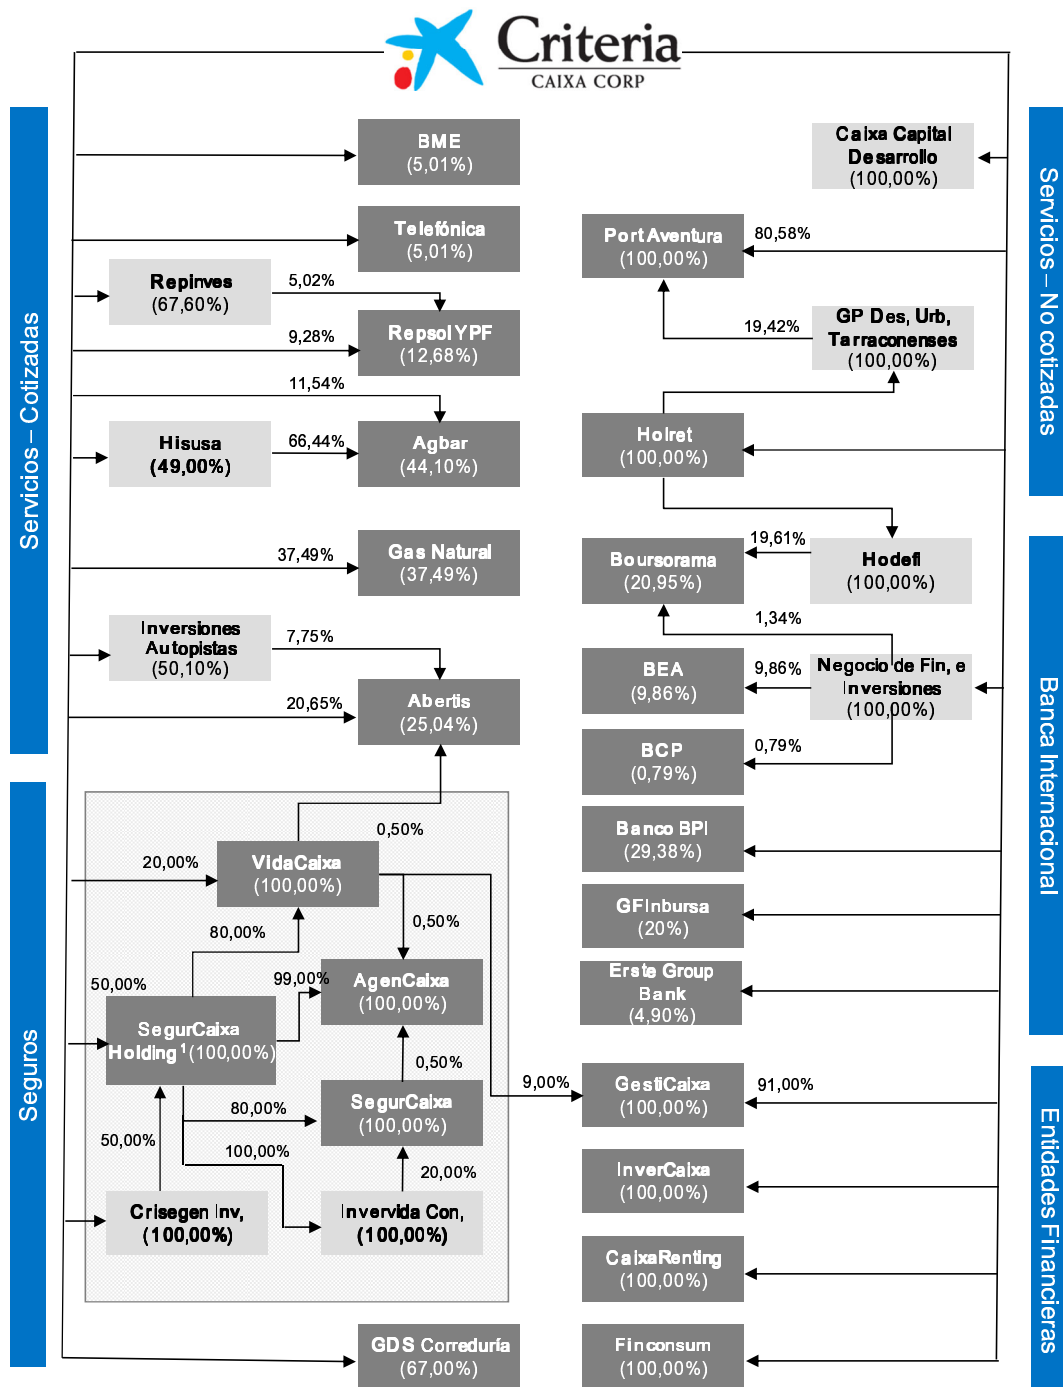 Criteria
CAIXA CORP
Servicios – Cotizadas
BME
(5,01%)
Telefónica
(5,01%)
Repinves
(67,60%)
5,02%
9,28%
Repsol YPF
(12,68%)
11,54%
Hisusa
(49,00%)
66,44%
Agbar
(44,10%)
37,49%
Gas Natural
(37,49%)
Inversiones
Autopistas
(50,10%)
7,75%
20,65%
Abertis
(25,04%)
Seguros
0,50%
20,00%
VidaCaixa
(100,00%)
80,00%
0,50%
50,00%
99,00%
AgenCaixa
(100,00%)
SegurCaixa
Holding¹(100,00%)
0,50%
80,00%
SegurCaixa
(100,00%)
50,00%
100,00%
20,00%
Crisegen Inv,
(100,00%)
Invervida Con,
(100,00%)
GDS Correduría
(67,00%)
Servicios – No cotizadas
Caixa Capital
Desarrollo
(100,00%)
Port Aventura
(100,00%)
80,58%
19,42%
GP Des, Urb,
Tarraconenses
(100,00%)
Holret
(100,00%)
Banca Internacional
Boursorama
(20,95%)
19,61%
Hodefi
(100,00%)
1,34%
BEA
(9,86%)
9,86%
Negocio de Fin, e
Inversiones
(100,00%)
BCP
(0,79%)
0,79%
Banco BPI
(29,38%)
GFInbursa
(20%)
Erste Group
Bank
(4,90%)
Entidades Financieras
9,00%
GestiCaixa
(100,00%)
91,00%
InverCaixa
(100,00%)
CaixaRenting
(100,00%)
Finconsum
(100,00%)